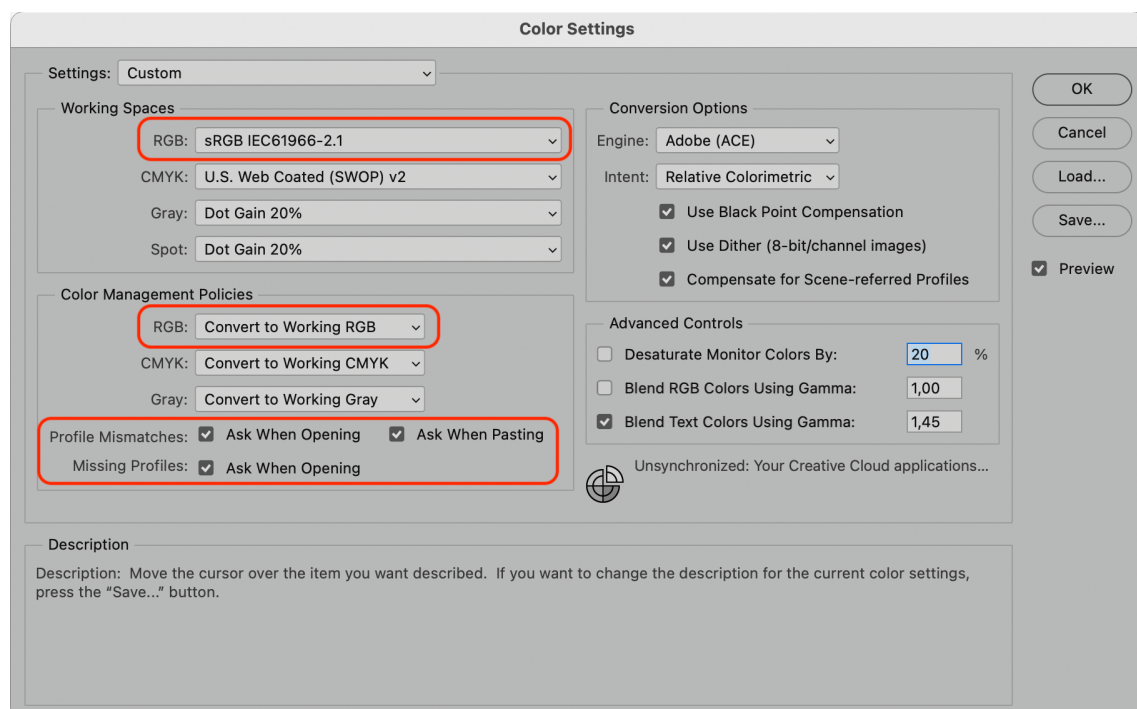 Color Settings
Settings: Custom
Working Spaces
RGB: sRGB IEC61966-2.1
CMYK: U.S. Web Coated (SWOP) v2
Gray: Dot Gain 20%
Spot: Dot Gain 20%
Color Management Policies
RGB: Convert to Working RGB
CMYK: Convert to Working CMYK
Gray: Convert to Working Gray
Profile Mismatches: Ask When Opening Ask When Pasting
Missing Profiles: Ask When Opening
Conversion Options
Engine: Adobe (ACE)
Intent: Relative Colorimetric
Use Black Point Compensation
Use Dither (8-bit/channel images)
Compensate for Scene-referred Profiles
Advanced Controls
Desaturate Monitor Colors By: 20 %
Blend RGB Colors Using Gamma: 1,00
Blend Text Colors Using Gamma: 1,45
Unsynchronized: Your Creative Cloud applications...
OK
Cancel
Load...
Save...
Preview
Description
Description: Move the cursor over the item you want described. If you want to change the description for the current color settings,
press the “Save...” button.